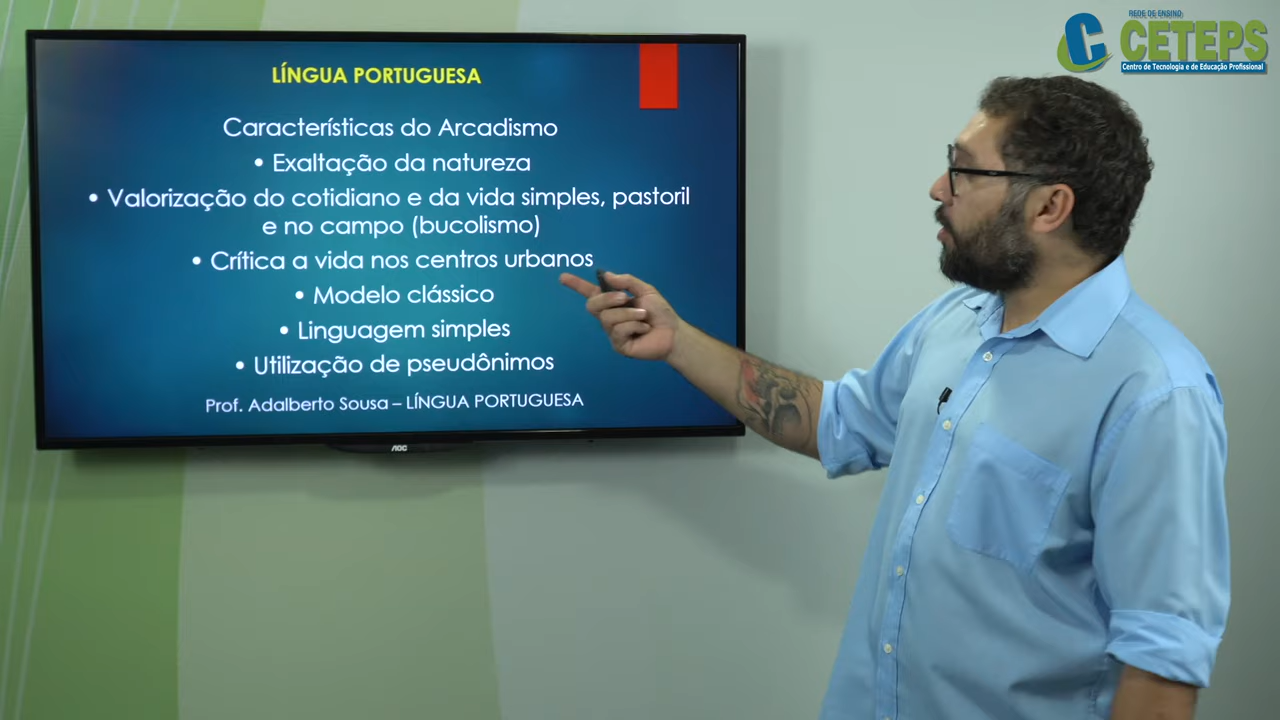 REDE DE ENSINO
CETEPS
Centro de Tecnologia e de Educação Profissional
LÍNGUA PORTUGUESA
Características do Arcadismo
• Exaltação da natureza
• Valorização do cotidiano e da vida simples, pastoril
e no campo (bucolismo)
• Crítica a vida nos centros urbanos
• Modelo clássico
• Linguagem simples
• Utilização de pseudônimos
Prof. Adalberto Sousa – LÍNGUA PORTUGUESA
AOC